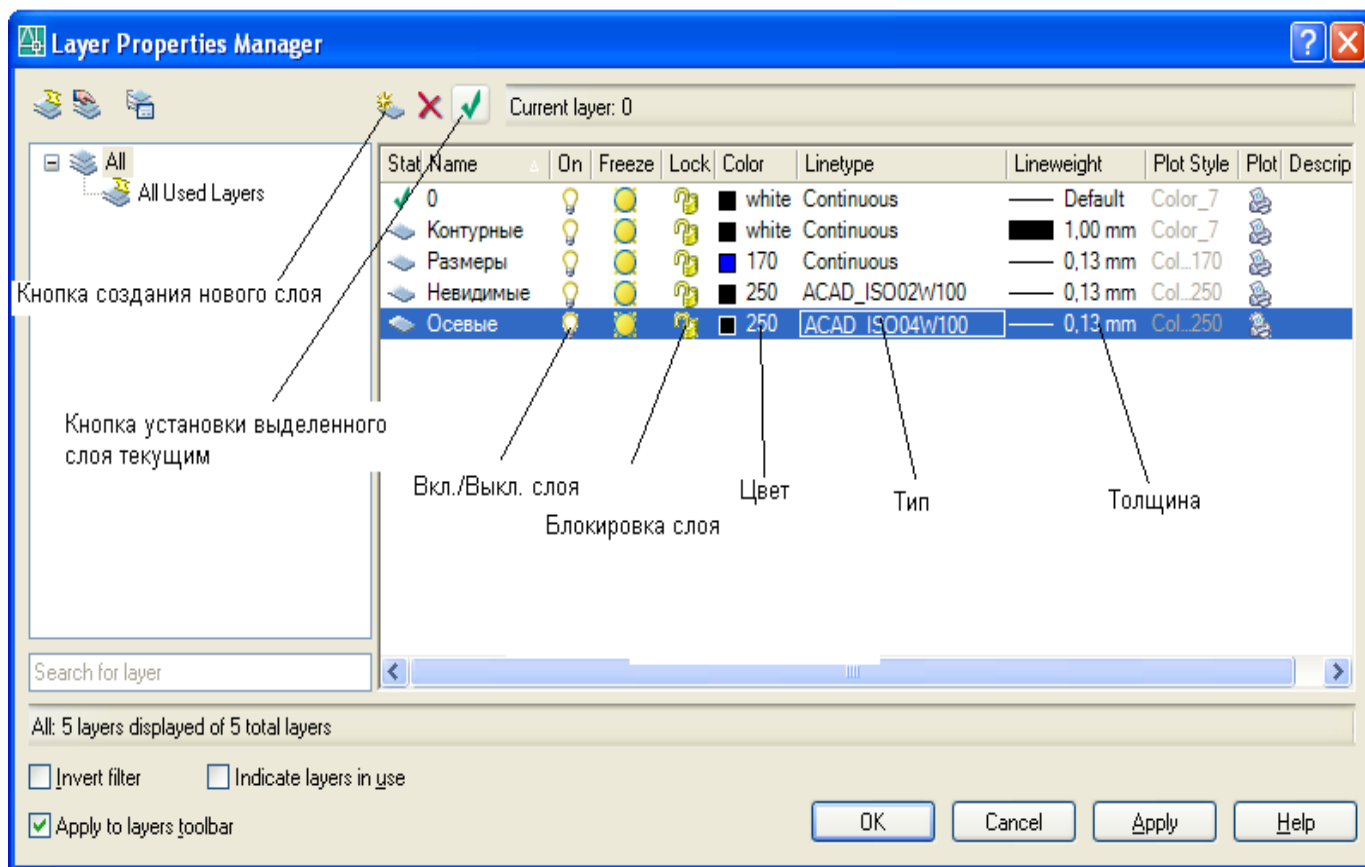 Layer Properties Manager
Current layer: 0
All
All Used Layers
Stat Name On Freeze Lock Color Linetype Lineweight Plot Style Plot Descrip
0 white Continuous Default Color_7
Контурные white Continuous 1,00 mm Color_7
Размеры 170 Continuous 0,13 mm Col...170
Невидимые 250 ACAD_ISO02W100 0,13 mm Col...250
Осевые 250 ACAD_ISO04W100 0,13 mm Col...250
Кнопка создания нового слоя
Кнопка установки выделенного
слоя текущим
Вкл./Выкл. слоя
Блокировка слоя
Цвет
Тип
Толщина
Search for layer
All: 5 layers displayed of 5 total layers
Invert filter Indicate layers in use
Apply to layers toolbar
OK Cancel Apply Help